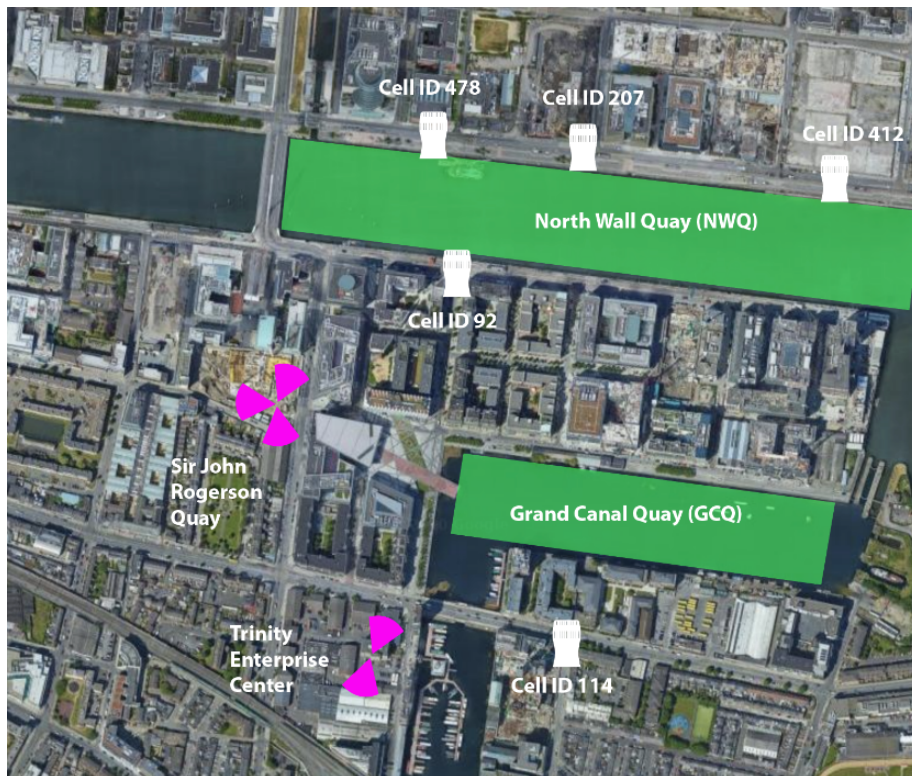 Cell ID 478
Cell ID 207
Cell ID 412
North Wall Quay (NWQ)
Cell ID 92
Sir John
Rogerson
Quay
Grand Canal Quay (GCQ)
Trinity
Enterprise
Center
Cell ID 114